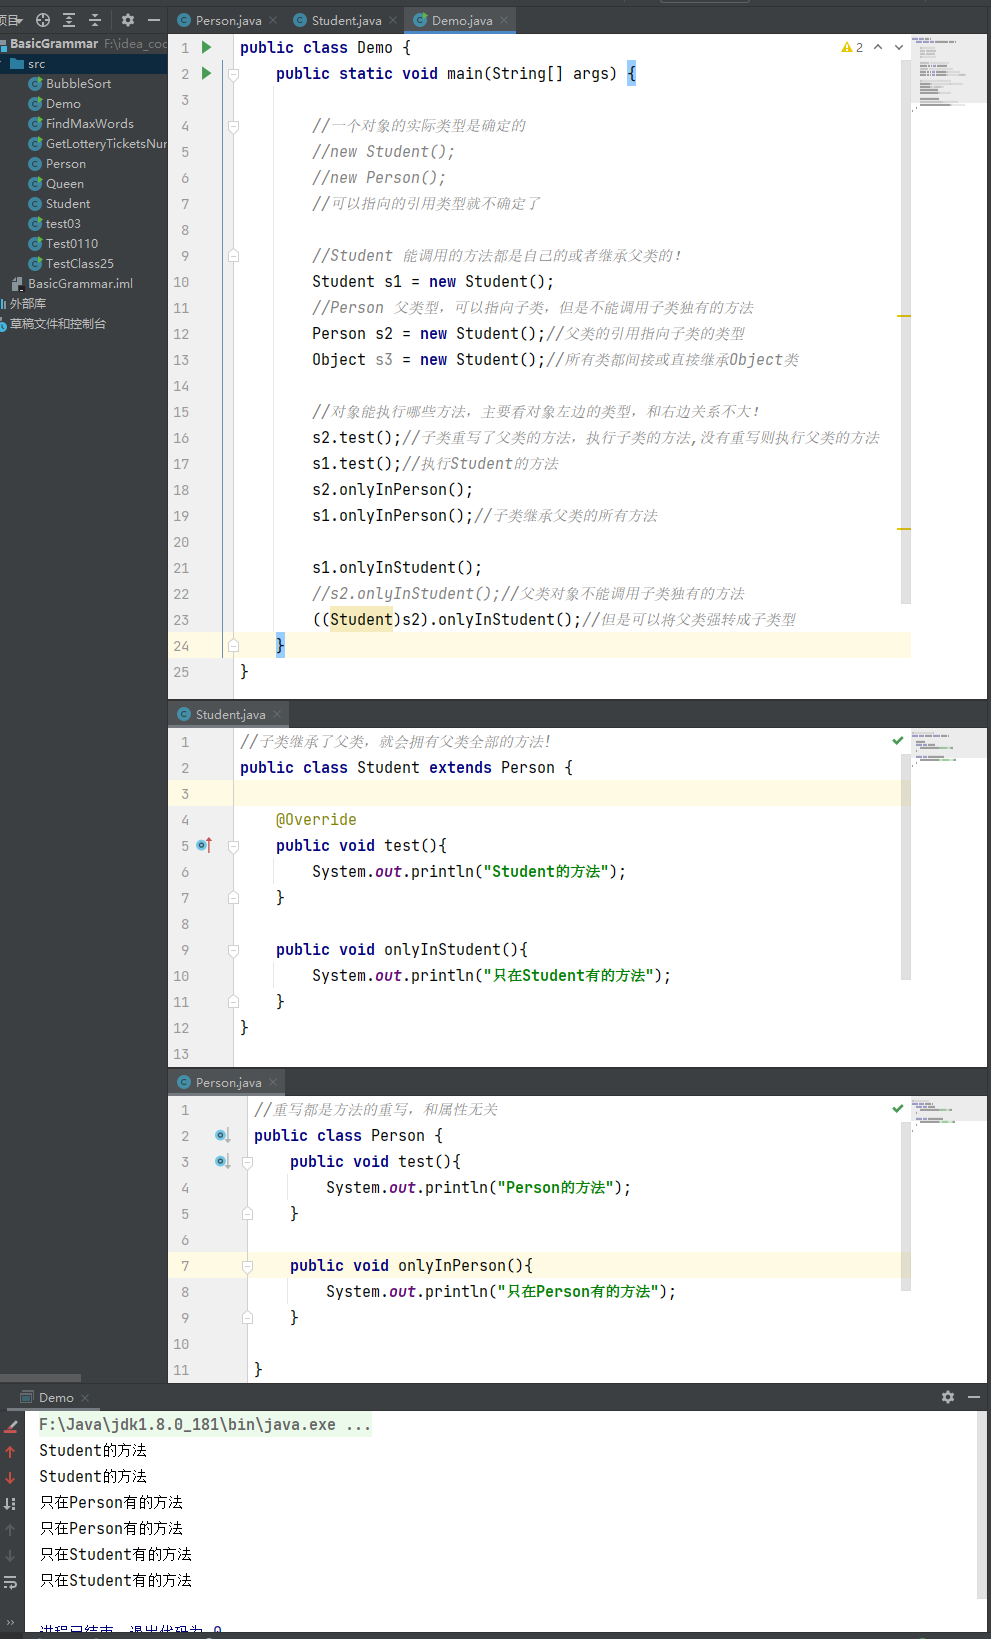 项目
Person.java
Student.java
Demo.java
BasicGrammar F:\idea_coo
src
BubbleSort
Demo
FindMaxWords
GetLotteryTicketsNur
Person
Queen
Student
test03
Test0110
TestClass25
BasicGrammar.iml
外部库
草稿文件和控制台
2
1 public class Demo {
2 public static void main(String[] args) {
3
4 //一个对象的实际类型是确定的
5 //new Student();
6 //new Person();
7 //可以指向的引用类型就不确定了
8
9 //Student 能调用的方法都是自己的或者继承父类的!
10 Student s1 = new Student();
11 //Person 父类型，可以指向子类，但是不能调用子类独有的方法
12 Person s2 = new Student();//父类的引用指向子类的类型
13 Object s3 = new Student();//所有类都间接或直接继承Object类
14
15 //对象能执行哪些方法，主要看对象左边的类型，和右边关系不大!
16 s2.test();//子类重写了父类的方法，执行子类的方法,没有重写则执行父类的方法
17 s1.test();//执行Student的方法
18 s2.onlyInPerson();
19 s1.onlyInPerson();//子类继承父类的所有方法
20
21 s1.onlyInStudent();
22 //s2.onlyInStudent();//父类对象不能调用子类独有的方法
23 ((Student)s2).onlyInStudent();//但是可以将父类强转成子类型
24 }
25 }
Student.java
1 //子类继承了父类，就会拥有父类全部的方法!
2 public class Student extends Person {
3
4 @Override
5 public void test(){
6 System.out.println("Student的方法");
7 }
8
9 public void onlyInStudent(){
10 System.out.println("只在Student有的方法");
11 }
12 }
13
Person.java
1 //重写都是方法的重写，和属性无关
2 public class Person {
3 public void test(){
4 System.out.println("Person的方法");
5 }
6
7 public void onlyInPerson(){
8 System.out.println("只在Person有的方法");
9 }
10
11 }
Demo
F:\Java\jdk1.8.0_181\bin\java.exe ...
Student的方法
Student的方法
只在Person有的方法
只在Person有的方法
只在Student有的方法
只在Student有的方法
进程已结束，退出代码为 0